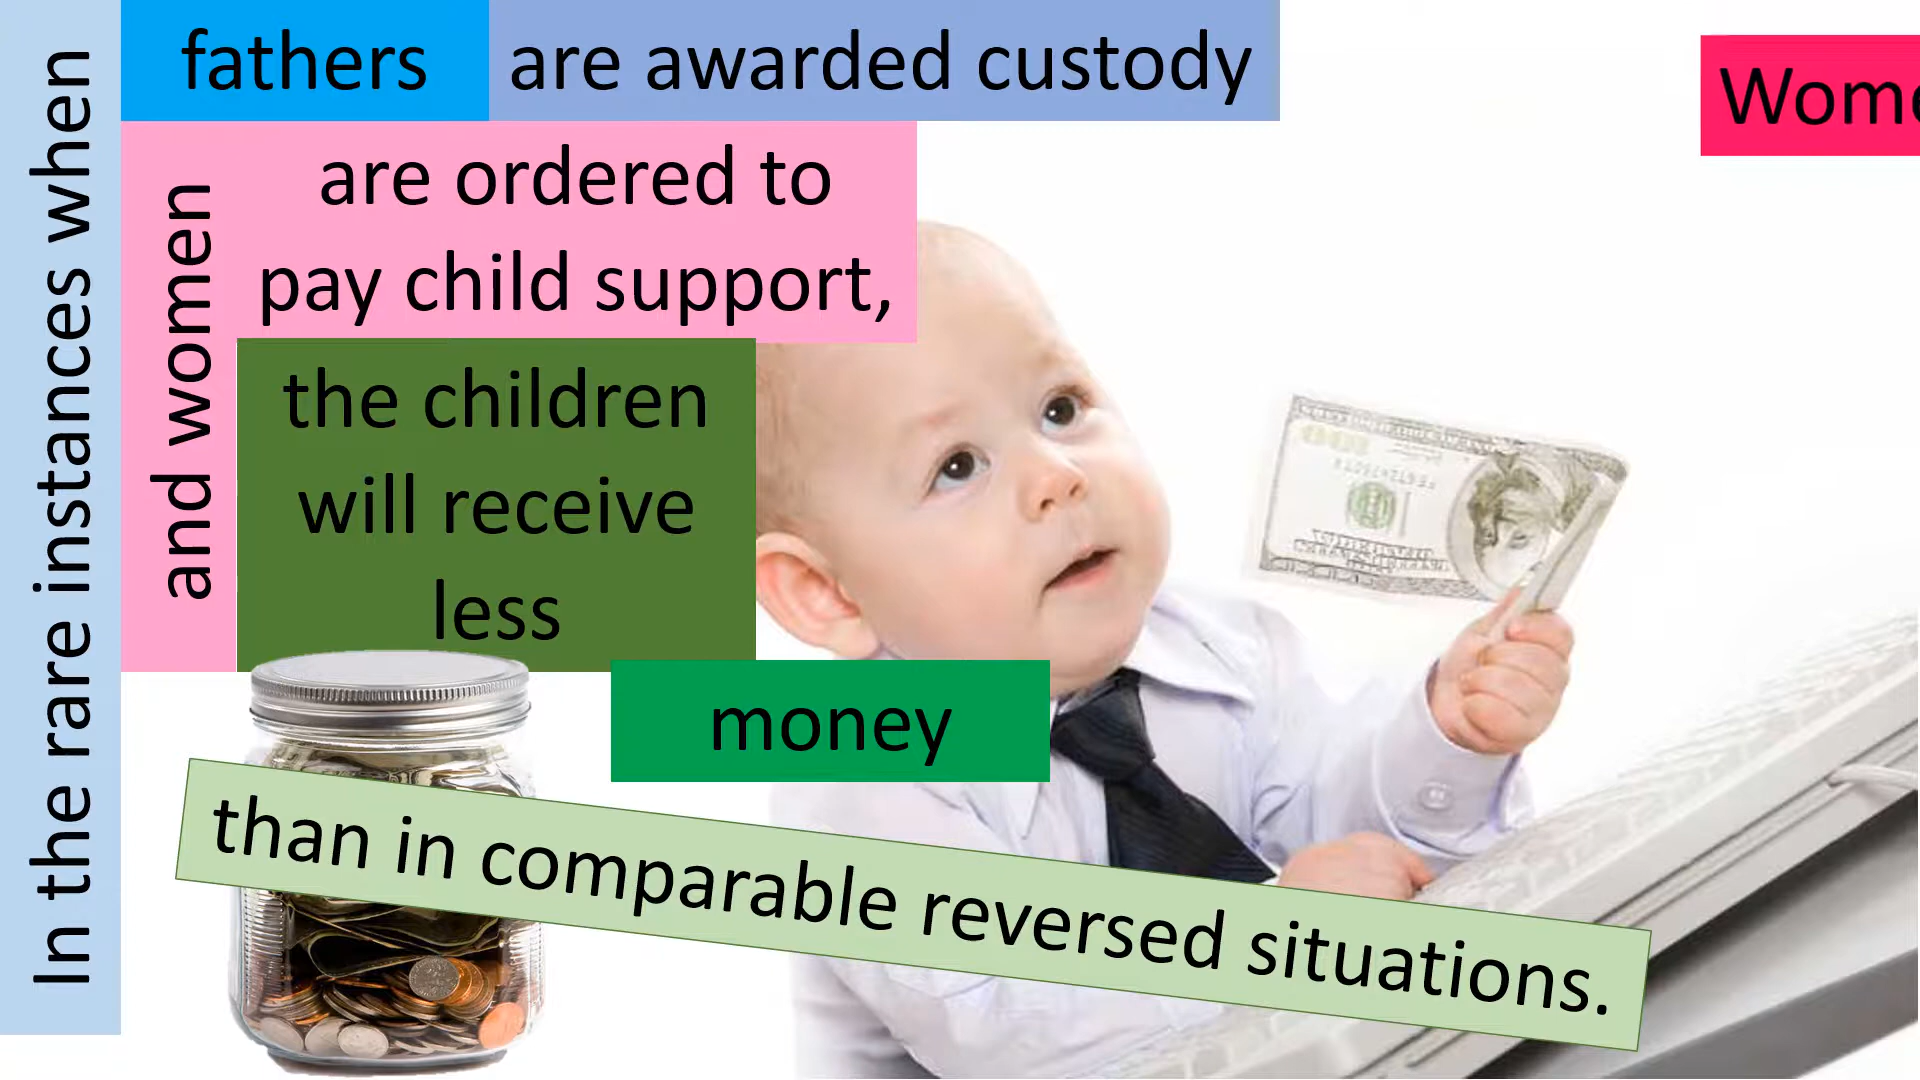 In the rare instances when
fathers
are awarded custody
and women
are ordered to
pay child support,
the children
will receive
less
money
than in comparable reversed situations.